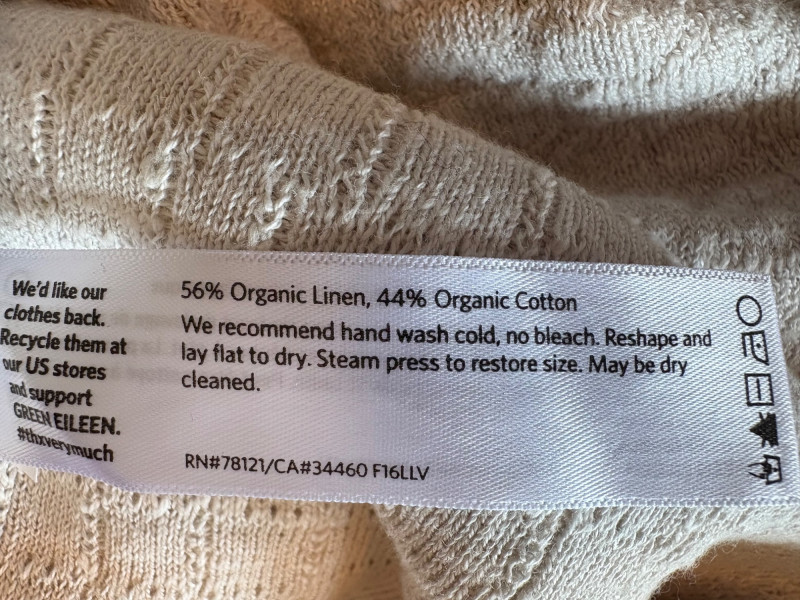 We'd like our
clothes back.
Recycle them at
our US stores
and support
GREEN EILEEN.
#thxverymuch
56% Organic Linen, 44% Organic Cotton
We recommend hand wash cold, no bleach. Reshape and
lay flat to dry. Steam press to restore size. May be dry
cleaned.
RN#78121/CA#34460 F16LLV